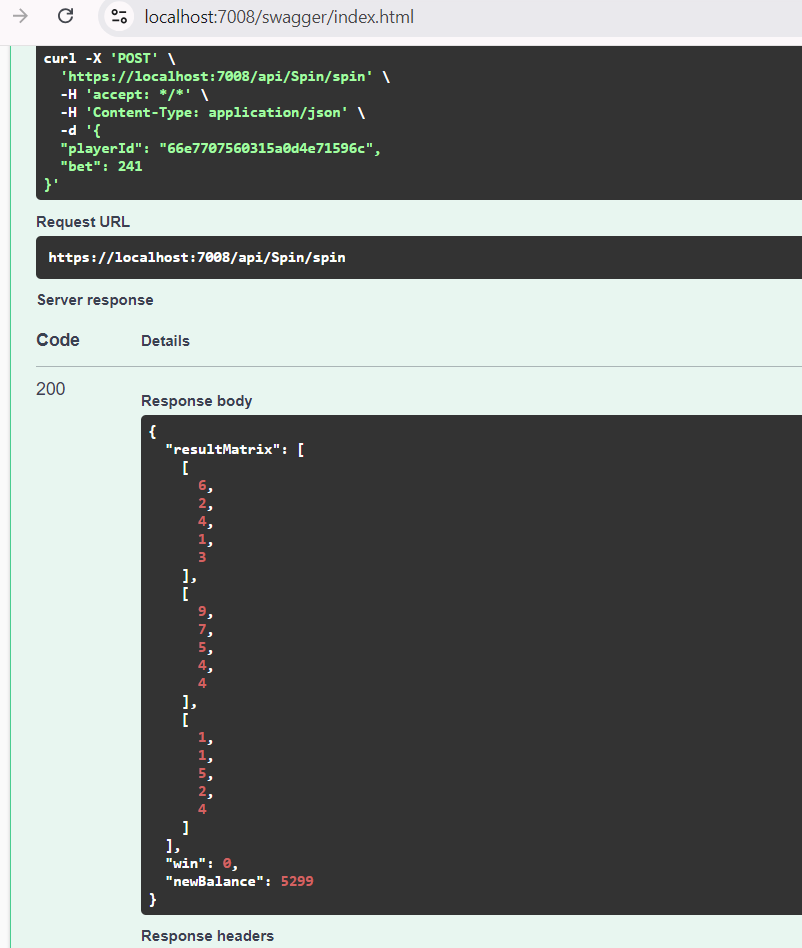 localhost:7008/swagger/index.html
curl -X 'POST' \
'https://localhost:7008/api/Spin/spin' \
-H 'accept: */*' \
-H 'Content-Type: application/json' \
-d '{
"playerId": "66e7707560315a0d4e71596c",
"bet": 241
}'
Request URL
https://localhost:7008/api/Spin/spin
Server response
Code Details
200
Response body
{
"resultMatrix": [
[
6,
2,
4,
1,
3
],
[
9,
7,
5,
4,
4
],
[
1,
1,
5,
2,
4
]
],
"win": 0,
"newBalance": 5299
}
Response headers